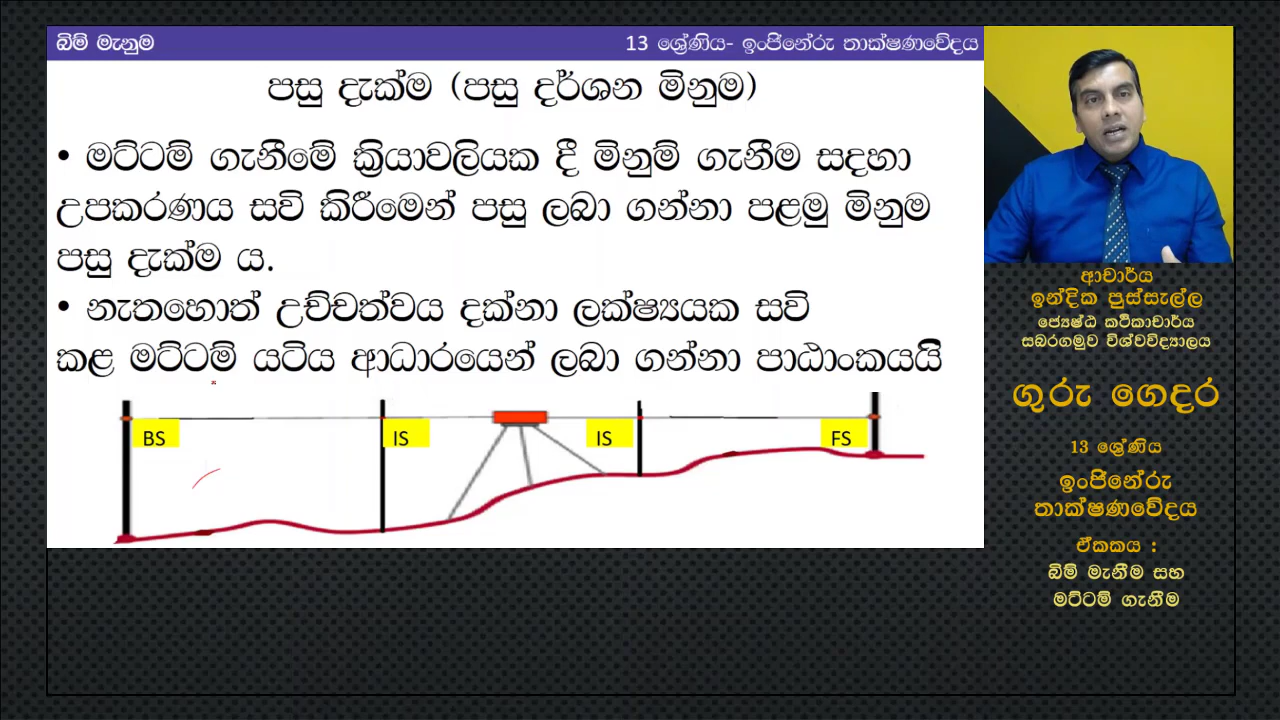 බිම් මැනුම
13 ශ්‍රේණිය- ඉංජිනේරු තාක්ෂණවේදය
පසු දැක්ම (පසු දර්ශන මිනුම)
• මට්ටම් ගැනීමේ ක්‍රියාවලියක දී මිනුම් ගැනීම සදහා
උපකරණය සවි කිරීමෙන් පසු ලබා ගන්නා පළමු මිනුම
පසු දැක්ම ය.
• නැතහොත් උච්චත්වය දක්නා ලක්ෂ්‍යයක සවි
කළ මට්ටම් යටිය ආධාරයෙන් ලබා ගන්නා පාඨාංකයයි
BS
IS
IS
FS
ආචාර්ය
ඉන්දික පුස්සැල්ල
ජ්‍යෙෂ්ඨ කථිකාචාර්ය
සබරගමුව විශ්වවිද්‍යාලය
ගුරු ගෙදර
13 ශ්‍රේණිය
ඉංජිනේරු
තාක්ෂණවේදය
ඒකකය :
බිම් මැනීම සහ
මට්ටම් ගැනීම